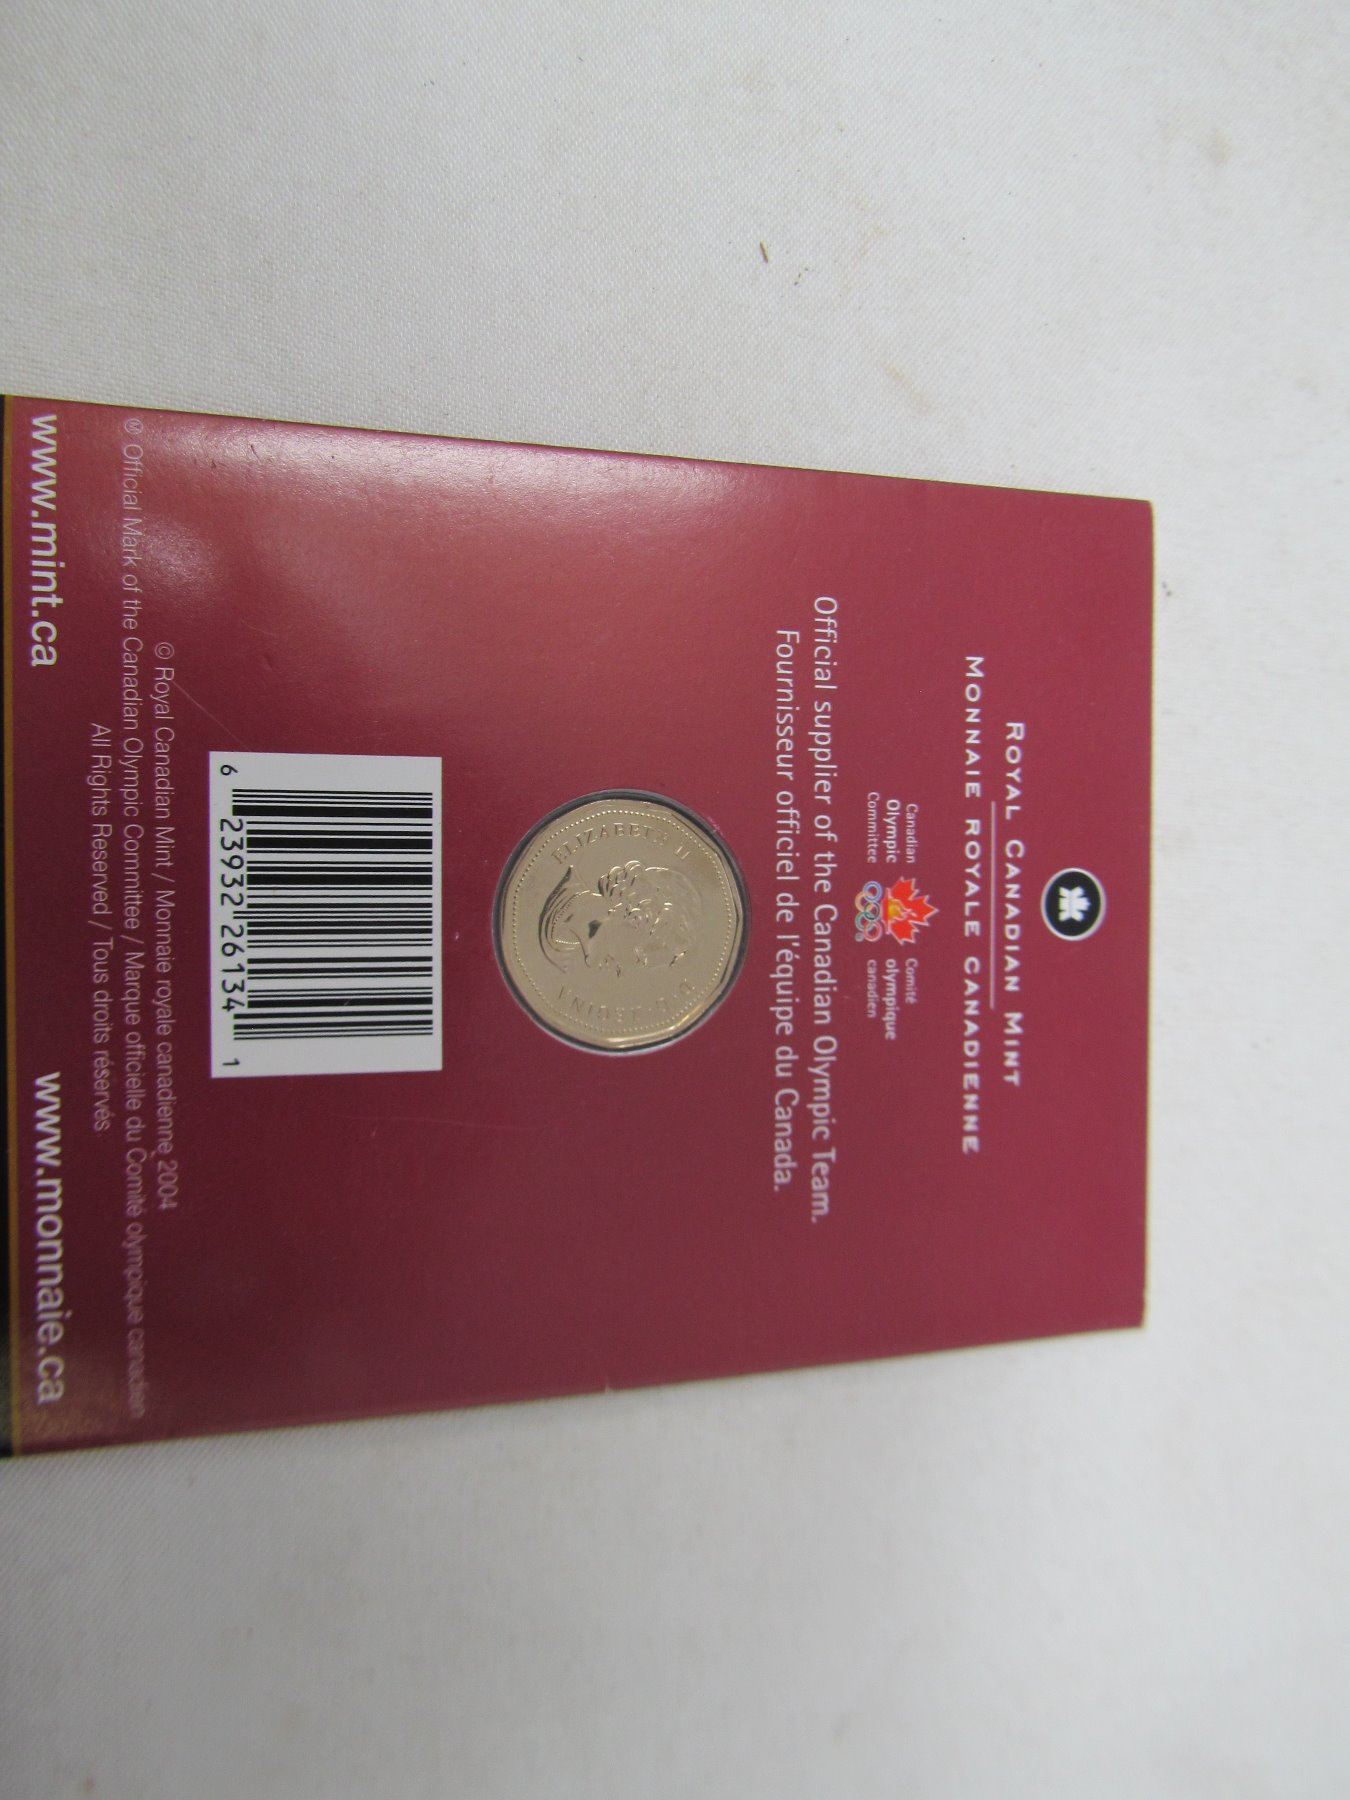 ROYAL CANADIAN MINT
MONNAIE ROYALE CANADIENNE
Canadian
Olympic
Committee
Comité
olympique
canadien
Official supplier of the Canadian Olympic Team.
Fournisseur officiel de l'équipe du Canada.
ELIZABETH II
D·G·REGINA
6 23932 26134 1
© Royal Canadian Mint / Monnaie royale canadienne 2004
Ⓜ Official Mark of the Canadian Olympic Committee / Marque officielle du Comité olympique canadien
All Rights Reserved / Tous droits réservés.
www.mint.ca
www.monnaie.ca